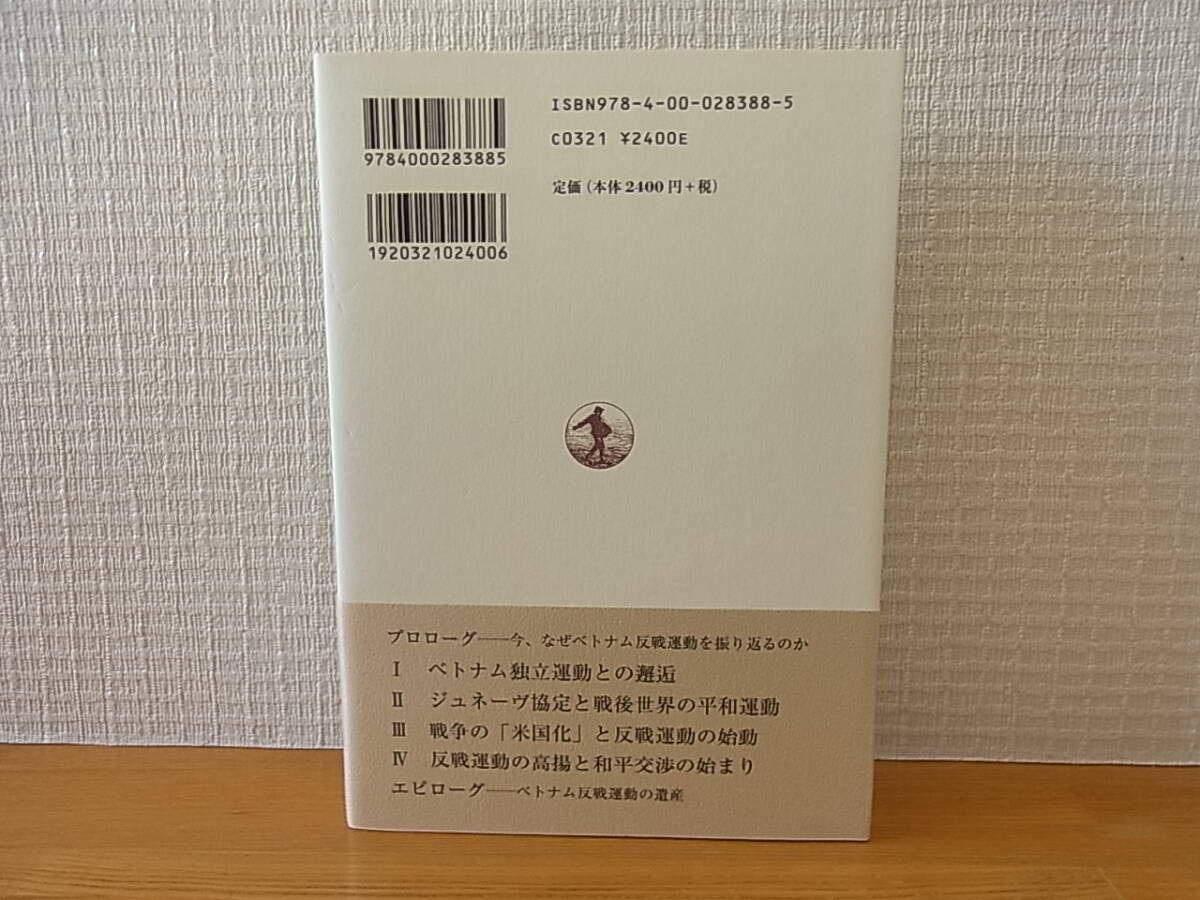 9784000283885
1920321024006
ISBN978-4-00-028388-5
C0321 ¥2400E
定価(本体2400円+税)
プロローグ——今、なぜベトナム反戦運動を振り返るのか
Ⅰ ベトナム独立運動との邂逅
Ⅱ ジュネーヴ協定と戦後世界の平和運動
Ⅲ 戦争の「米国化」と反戦運動の始動
Ⅳ 反戦運動の高揚と和平交渉の始まり
エピローグ——ベトナム反戦運動の遺産